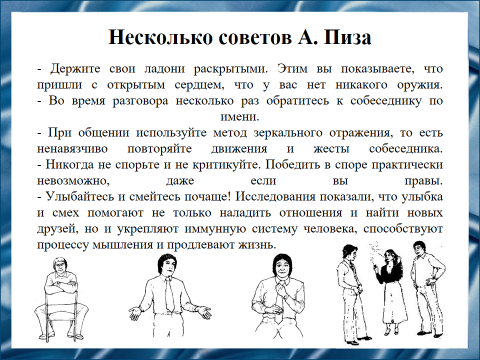 Несколько советов А. Пиза
- Держите свои ладони раскрытыми. Этим вы показываете, что
пришли с открытым сердцем, что у вас нет никакого оружия.
- Во время разговора несколько раз обратитесь к собеседнику по
имени.
- При общении используйте метод зеркального отражения, то есть
ненавязчиво повторяйте движения и жесты собеседника.
- Никогда не спорьте и не критикуйте. Победить в споре практически
невозможно, даже если вы правы.
- Улыбайтесь и смейтесь почаще! Исследования показали, что улыбка
и смех помогают не только наладить отношения и найти новых
друзей, но и укрепляют иммунную систему человека, способствуют
процессу мышления и продлевают жизнь.